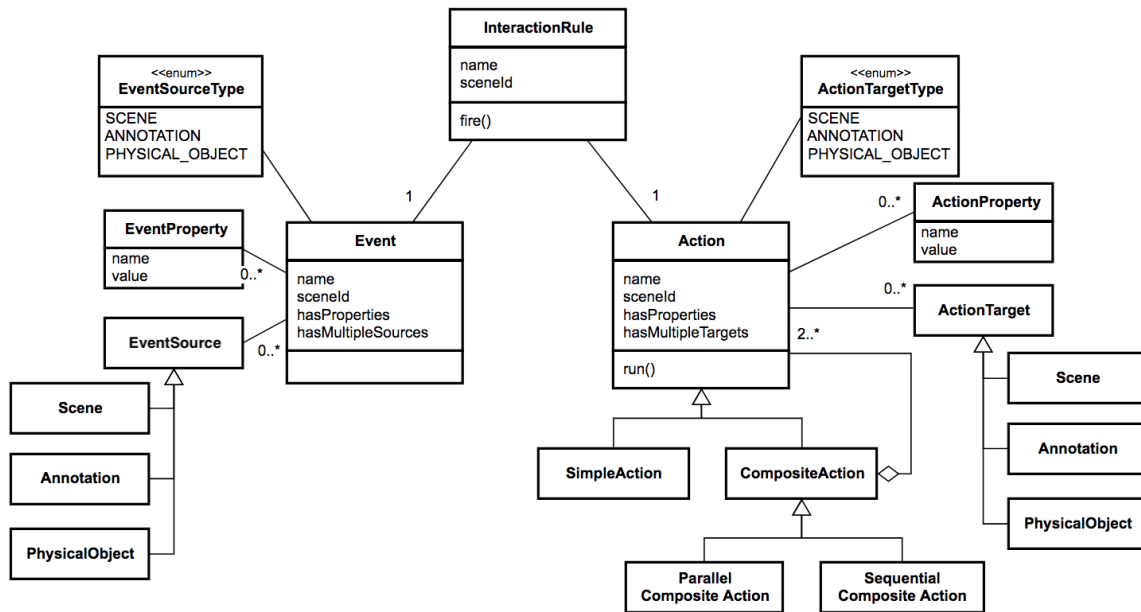 InteractionRule
name
sceneId
fire()
<<enum>>
EventSourceType
SCENE
ANNOTATION
PHYSICAL_OBJECT
<<enum>>
ActionTargetType
SCENE
ANNOTATION
PHYSICAL_OBJECT
1
1
EventProperty
name
value
0..*
Event
name
sceneId
hasProperties
hasMultipleSources
Action
name
sceneId
hasProperties
hasMultipleTargets
run()
0..*
ActionProperty
name
value
EventSource
0..*
0..*
ActionTarget
2..*
Scene
Annotation
PhysicalObject
SimpleAction
CompositeAction
Scene
Annotation
PhysicalObject
Parallel
Composite Action
Sequential
Composite Action